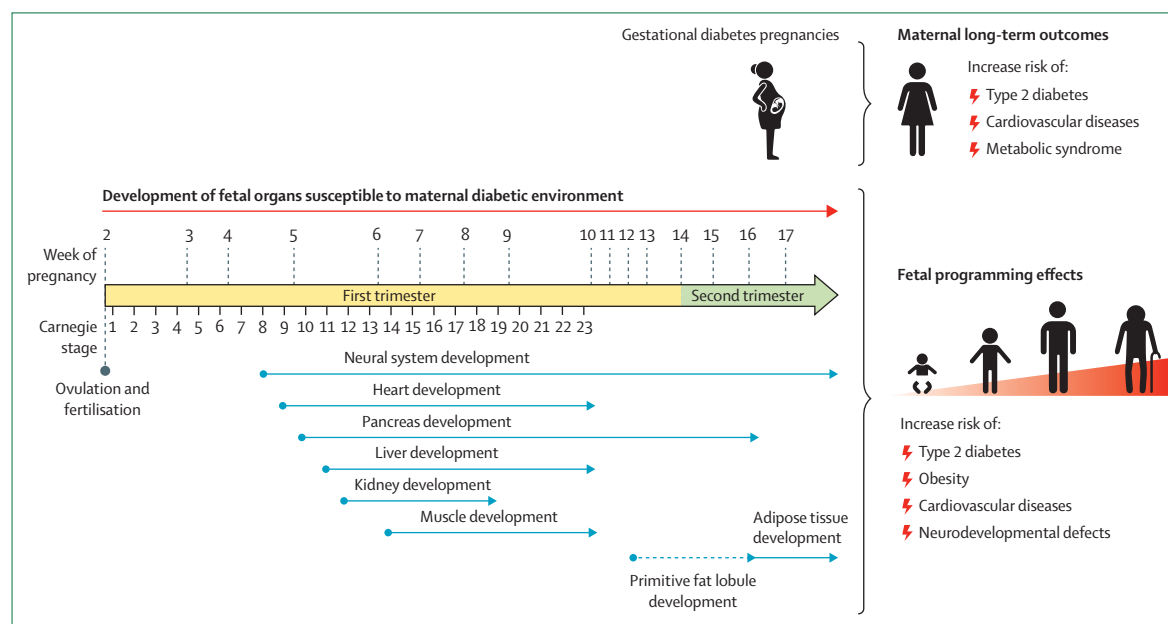 Gestational diabetes pregnancies
Maternal long-term outcomes
Increase risk of:
Type 2 diabetes
Cardiovascular diseases
Metabolic syndrome
Development of fetal organs susceptible to maternal diabetic environment
Week of
pregnancy
2 3 4 5 6 7 8 9 10 11 12 13 14 15 16 17
First trimester
Second trimester
Carnegie
stage
1 2 3 4 5 6 7 8 9 10 11 12 13 14 15 16 17 18 19 20 21 22 23
Ovulation and
fertilisation
Neural system development
Heart development
Pancreas development
Liver development
Kidney development
Muscle development
Adipose tissue
development
Primitive fat lobule
development
Fetal programming effects
Increase risk of:
Type 2 diabetes
Obesity
Cardiovascular diseases
Neurodevelopmental defects